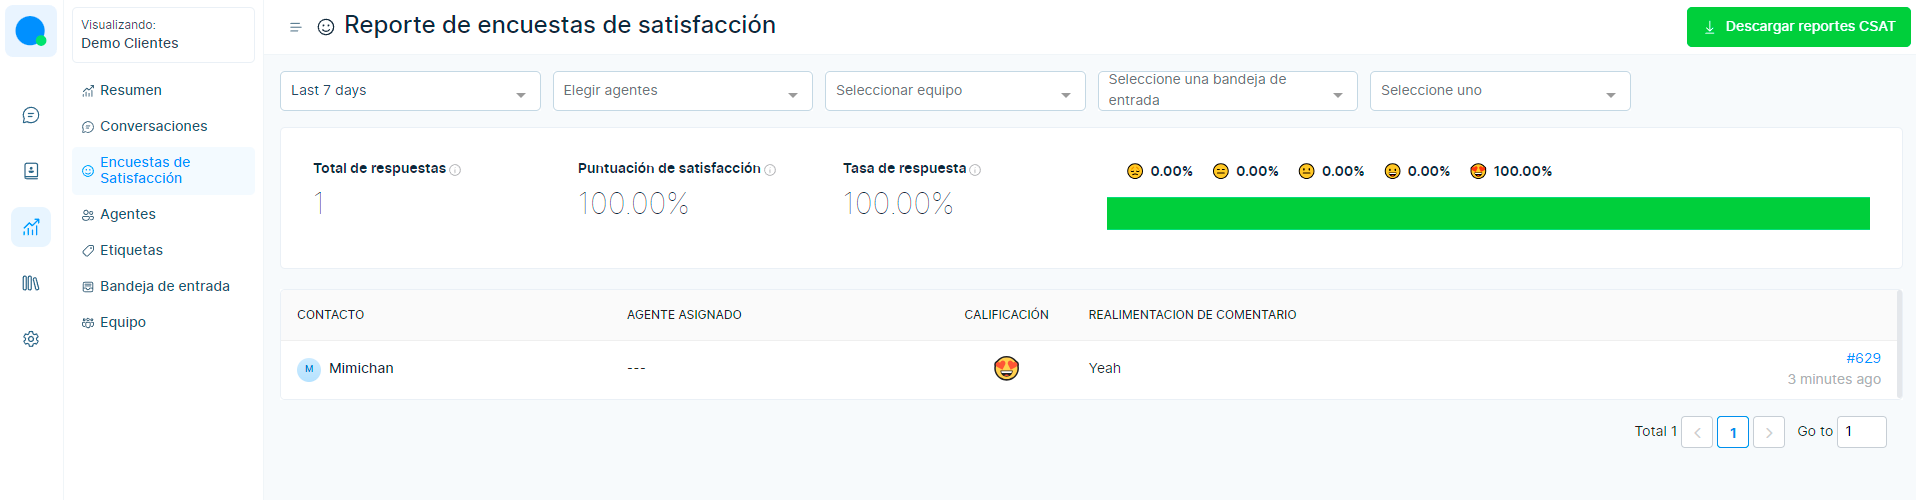 Visualizando:
Demo Clientes
Resumen
Conversaciones
Encuestas de
Satisfacción
Agentes
Etiquetas
Bandeja de entrada
Equipo
Reporte de encuestas de satisfacción
Descargar reportes CSAT
Last 7 days
Elegir agentes
Seleccionar equipo
Seleccione una bandeja de
entrada
Seleccione uno
Total de respuestas
1
Puntuación de satisfacción
100.00%
Tasa de respuesta
100.00%
0.00% 0.00% 0.00% 0.00% 100.00%
CONTACTO AGENTE ASIGNADO CALIFICACIÓN REALIMENTACION DE COMENTARIO
M Mimichan --- Yeah #629
3 minutes ago
Total 1 1 Go to 1